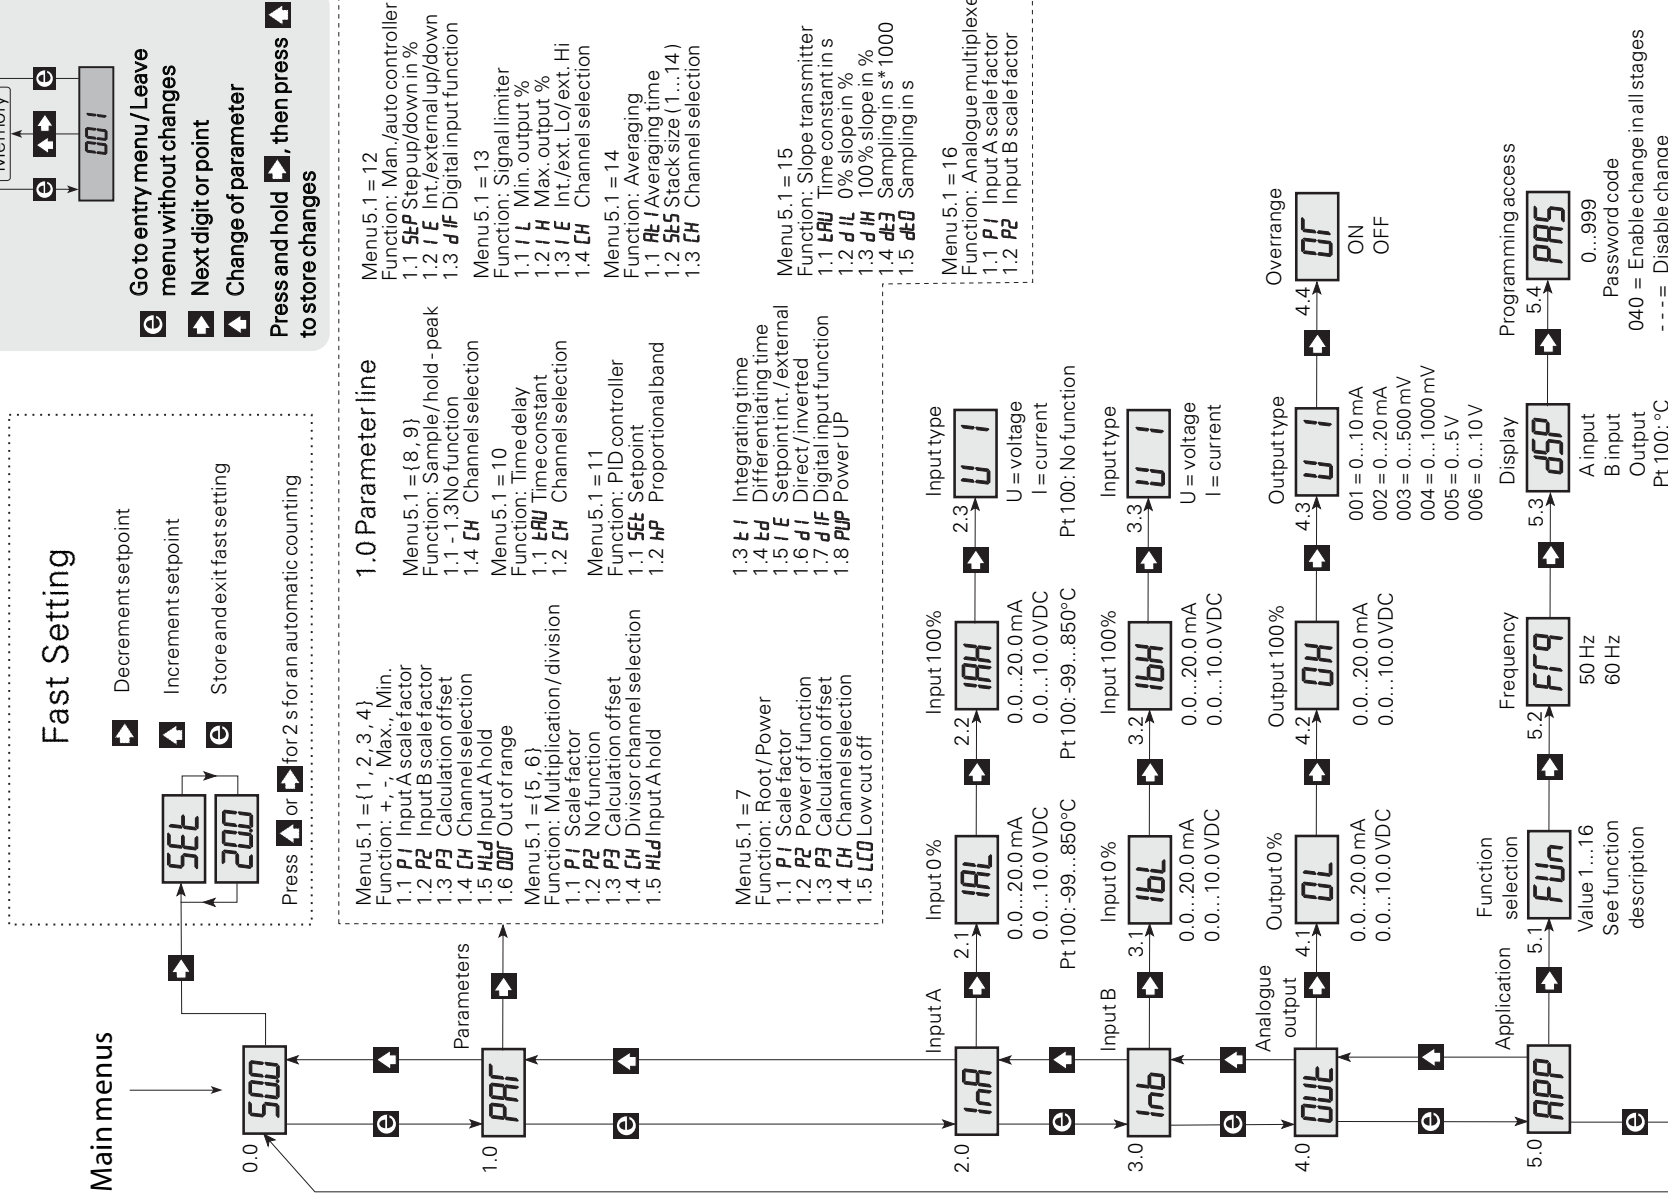 Main menus
Memory
e
e
001
e Go to entry menu / Leave
menu without changes
Next digit or point
Change of parameter
Press and hold , then press
to store changes
Fast Setting
Decrement setpoint
Increment setpoint
e Store and exit fast setting
SEt
20.0
Press or for 2 s for an automatic counting
0.0
50.0
1.0 Parameter line
Menu 5.1 = {1, 2, 3, 4}
Function: +, -, Max., Min.
1.1 P1 Input A scale factor
1.2 P2 Input B scale factor
1.3 P3 Calculation offset
1.4 CH Channel selection
1.5 HLd Input A hold
1.6 OOr Out of range
Menu 5.1 = {5, 6}
Function: Multiplication / division
1.1 P1 Scale factor
1.2 P2 No function
1.3 P3 Calculation offset
1.4 CH Divisor channel selection
1.5 HLd Input A hold
Menu 5.1 = 7
Function: Root / Power
1.1 P1 Scale factor
1.2 P2 Power of function
1.3 P3 Calculation offset
1.4 CH Channel selection
1.5 LCO Low cut off
Menu 5.1 = {8, 9}
Function: Sample / hold - peak
1.1 - 1.3 No function
1.4 CH Channel selection
Menu 5.1 = 10
Function: Time delay
1.1 tAU Time constant
1.2 CH Channel selection
Menu 5.1 = 11
Function: PID controller
1.1 SEt Setpoint
1.2 hP Proportional band
1.3 t I Integrating time
1.4 td Differentiating time
1.5 I E Setpoint int. / external
1.6 d I Direct / inverted
1.7 d IF Digital input function
1.8 PUP Power UP
Menu 5.1 = 12
Function: Man./auto controller
1.1 StP Step up/down in %
1.2 I E Int./external up/down
1.3 d IF Digital input function
Menu 5.1 = 13
Function: Signal limiter
1.1 I L Min. output %
1.2 I H Max. output %
1.3 I E Int./ext. Lo/ ext. Hi
1.4 CH Channel selection
Menu 5.1 = 14
Function: Averaging
1.1 At I Averaging time
1.2 StS Stack size (1...14)
1.3 CH Channel selection
Menu 5.1 = 15
Function: Slope transmitter
1.1 tAU Time constant in s
1.2 d IL 0% slope in %
1.3 d IH 100% slope in %
1.4 dt3 Sampling in s*1000
1.5 dt0 Sampling in s
Menu 5.1 = 16
Function: Analogue multiplexe
1.1 P1 Input A scale factor
1.2 P2 Input B scale factor
e
1.0
PAr
Parameters
e
2.0
InA
Input A
2.1
Input 0%
IAL
0.0...20.0 mA
0.0...10.0 VDC
Pt100: -99...850°C
2.2
Input 100%
IAH
0.0...20.0 mA
0.0...10.0 VDC
Pt100: -99...850°C
2.3
Input type
U I
U = voltage
I = current
Pt100: No function
e
3.0
Inb
Input B
3.1
Input 0%
IbL
0.0...20.0 mA
0.0...10.0 VDC
3.2
Input 100%
IbH
0.0...20.0 mA
0.0...10.0 VDC
3.3
Input type
U I
U = voltage
I = current
e
4.0
OUt
Analogue
output
4.1
Output 0%
OL
0.0...20.0 mA
0.0...10.0 VDC
4.2
Output 100%
OH
0.0...20.0 mA
0.0...10.0 VDC
4.3
Output type
U I
001 = 0...10 mA
002 = 0...20 mA
003 = 0...500 mV
004 = 0...1000 mV
005 = 0...5 V
006 = 0...10 V
4.4
Overrange
Or
ON
OFF
e
5.0
APP
Application
5.1
Function
selection
FUn
Value 1...16
See function
description
5.2
Frequency
Frq
50 Hz
60 Hz
5.3
Display
dSP
A input
B input
Output
Pt 100: °C
5.4
Programming access
PAS
0...999
Password code
040 = Enable change in all stages
--- = Disable change
e